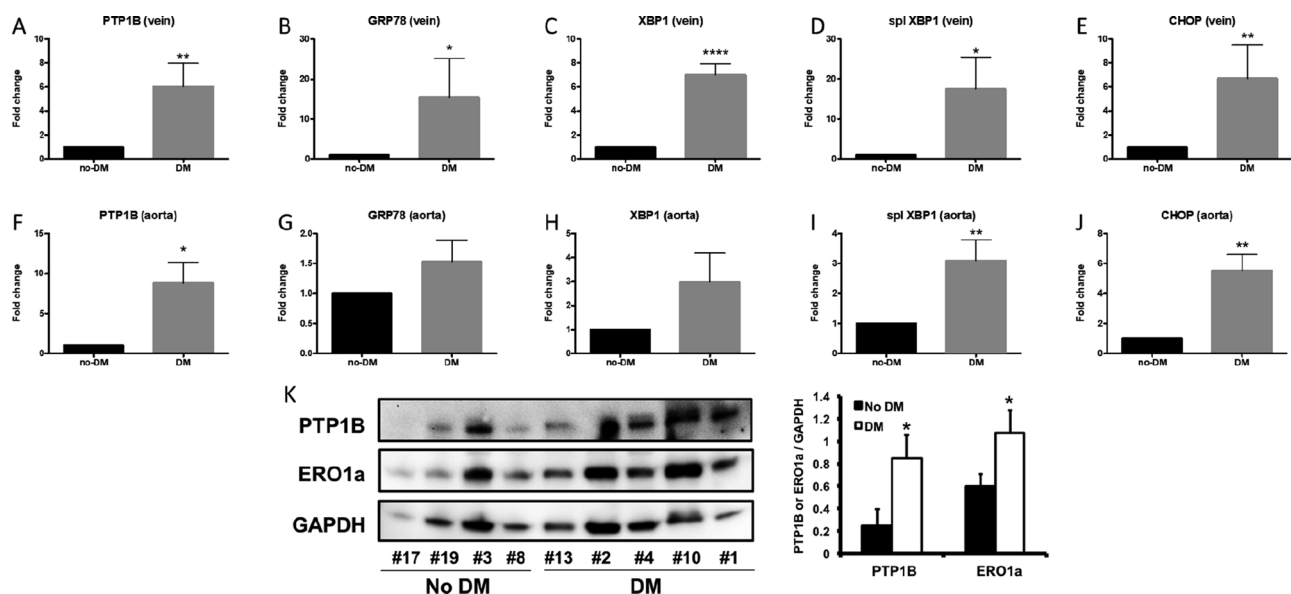 A PTP1B (vein)
Fold change
10
8
6
4
2
0
**
no-DM DM
B GRP78 (vein)
Fold change
30
20
10
0
*
no-DM DM
C XBP1 (vein)
Fold change
10
8
6
4
2
0
****
no-DM DM
D spl XBP1 (vein)
Fold change
30
20
10
0
*
no-DM DM
E CHOP (vein)
Fold change
10
8
6
4
2
0
**
no-DM DM
F PTP1B (aorta)
Fold change
15
10
5
0
*
no-DM DM
G GRP78 (aorta)
Fold change
2.0
1.5
1.0
0.5
0.0
no-DM DM
H XBP1 (aorta)
Fold change
5
4
3
2
1
0
no-DM DM
I spl XBP1 (aorta)
Fold change
5
4
3
2
1
0
**
no-DM DM
J CHOP (aorta)
Fold change
8
6
4
2
0
**
no-DM DM
K
PTP1B
ERO1a
GAPDH
#17 #19 #3 #8 #13 #2 #4 #10 #1
No DM DM
PTP1B or ERO1a / GAPDH
1.4
1.2
1
0.8
0.6
0.4
0.2
0
No DM
DM
*
*
PTP1B ERO1a